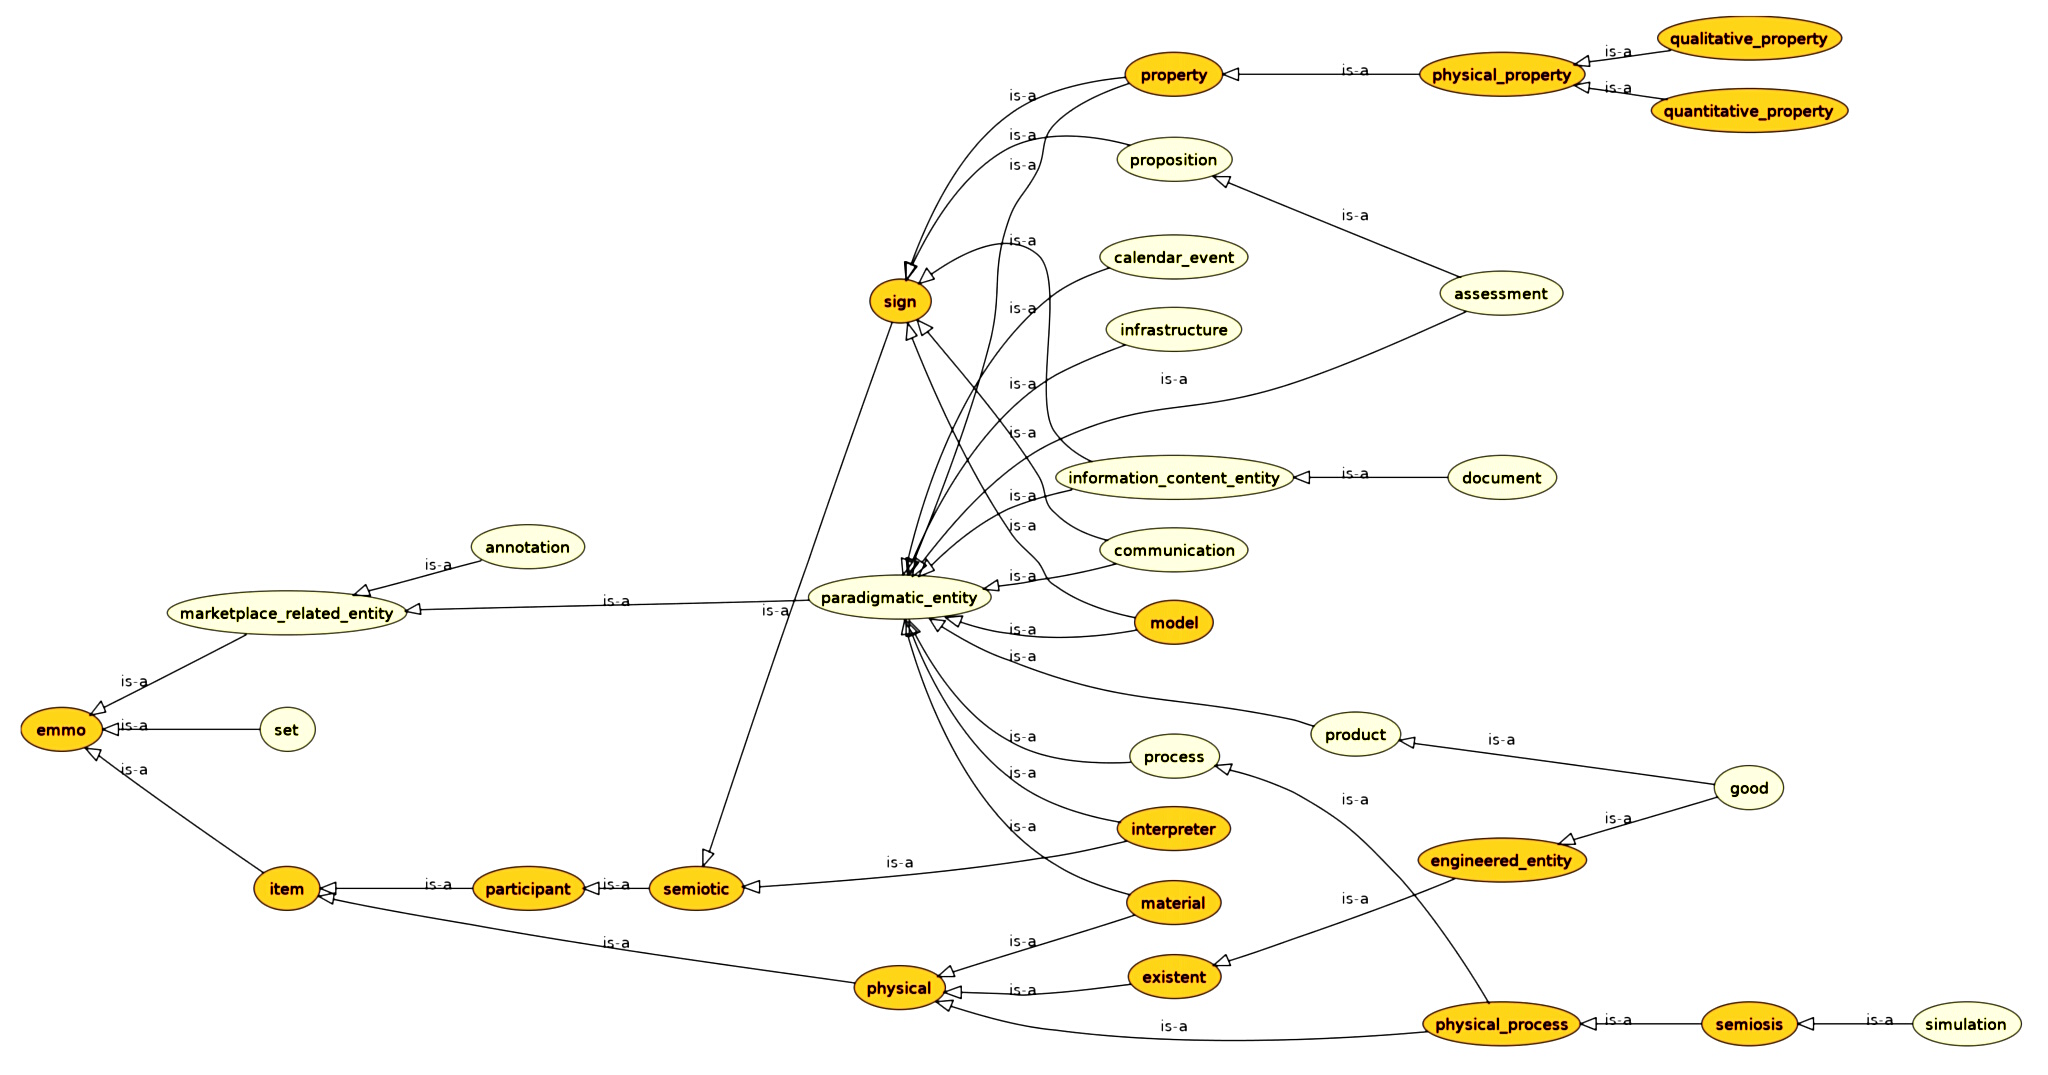 qualitative_property
is-a
property
is-a
physical_property
is-a
quantitative_property
is-a
is-a
proposition
is-a
is-a
is-a
calendar_event
assessment
sign
is-a
infrastructure
is-a
is-a
is-a
information_content_entity
is-a
document
is-a
is-a
annotation
communication
is-a
is-a
paradigmatic_entity
is-a
is-a
marketplace_related_entity
model
is-a
is-a
is-a
emmo
is-a
set
product
is-a
is-a
process
is-a
is-a
good
is-a
is-a
interpreter
is-a
engineered_entity
is-a
item
is-a
participant
is-a
semiotic
material
is-a
is-a
is-a
existent
physical
is-a
is-a
physical_process
is-a
semiosis
is-a
simulation